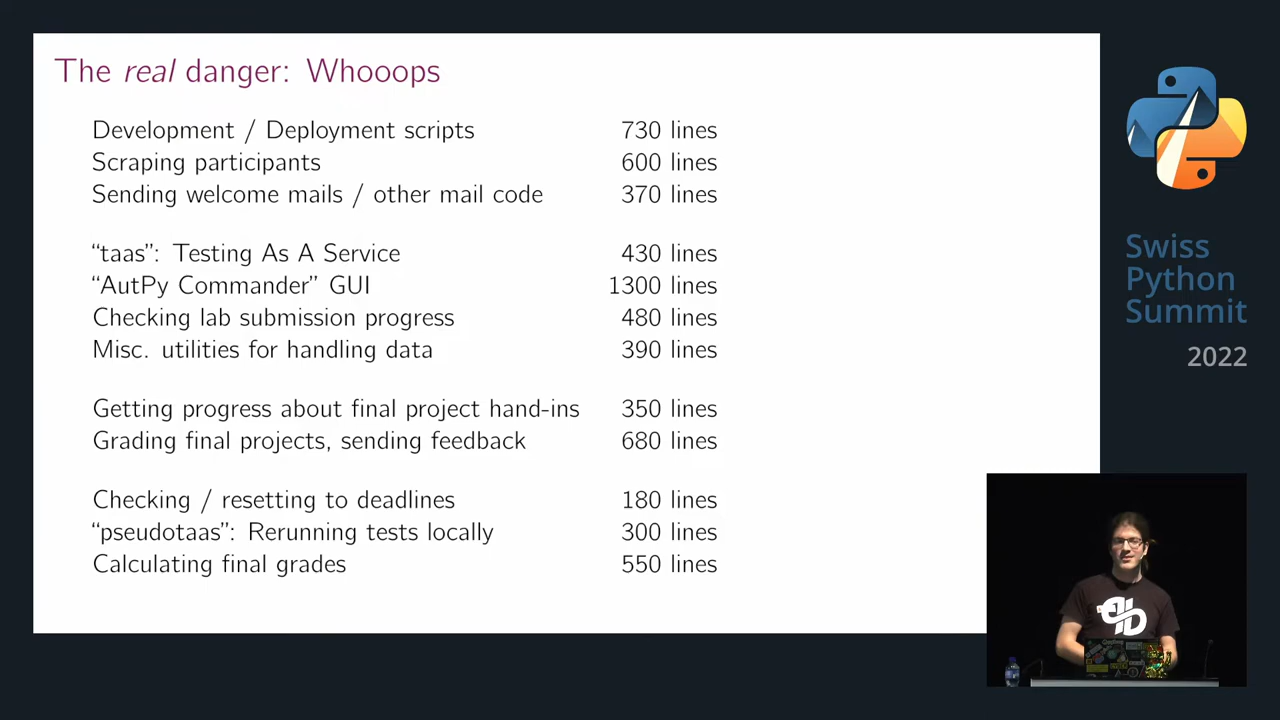 The real danger: Whooops
Development / Deployment scripts 730 lines
Scraping participants 600 lines
Sending welcome mails / other mail code 370 lines
“taas”: Testing As A Service 430 lines
“AutPy Commander” GUI 1300 lines
Checking lab submission progress 480 lines
Misc. utilities for handling data 390 lines
Getting progress about final project hand-ins 350 lines
Grading final projects, sending feedback 680 lines
Checking / resetting to deadlines 180 lines
“pseudotaas”: Rerunning tests locally 300 lines
Calculating final grades 550 lines
Swiss
Python
Summit
2022